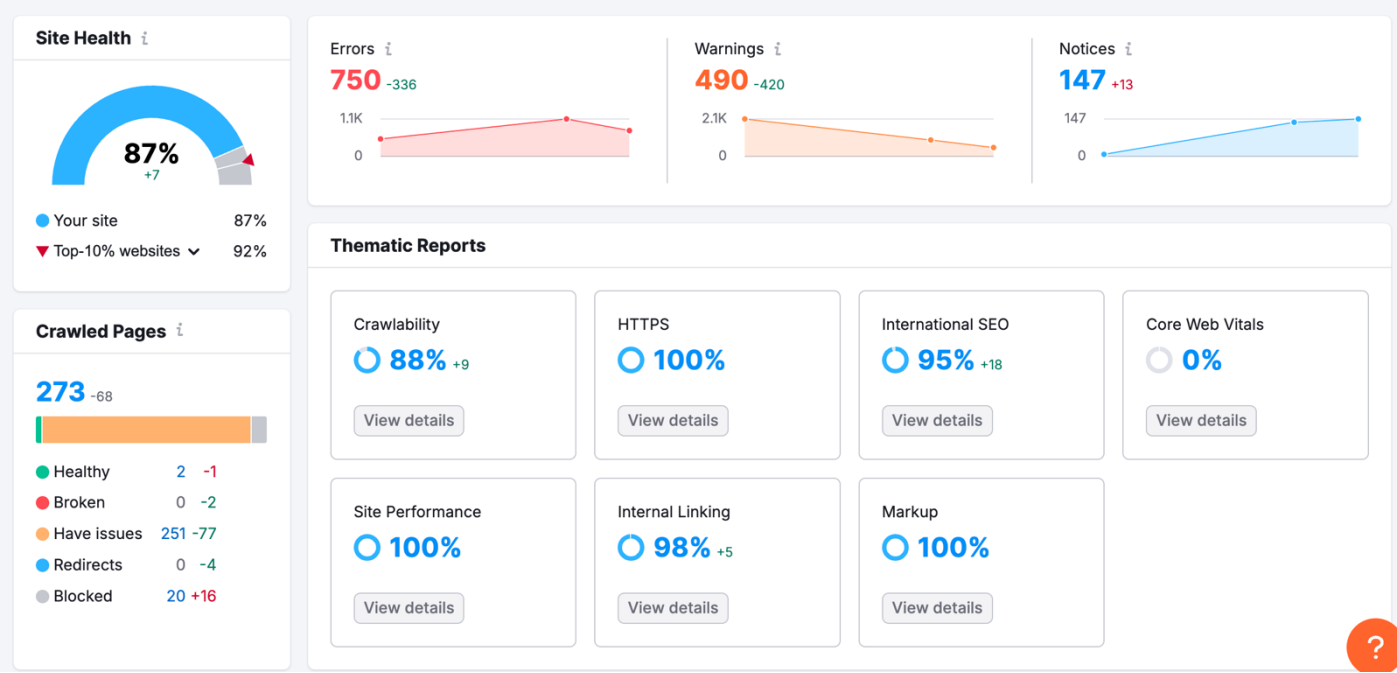 Site Health i
87%
+7
Your site 87%
Top-10% websites 92%
Crawled Pages i
273 -68
Healthy 2 -1
Broken 0 -2
Have issues 251 -77
Redirects 0 -4
Blocked 20 +16
Errors i
750 -336
1.1K
0
Warnings i
490 -420
2.1K
0
Notices i
147 +13
147
0
Thematic Reports
Crawlability
88% +9
View details
HTTPS
100%
View details
International SEO
95% +18
View details
Core Web Vitals
0%
View details
Site Performance
100%
View details
Internal Linking
98% +5
View details
Markup
100%
View details
?